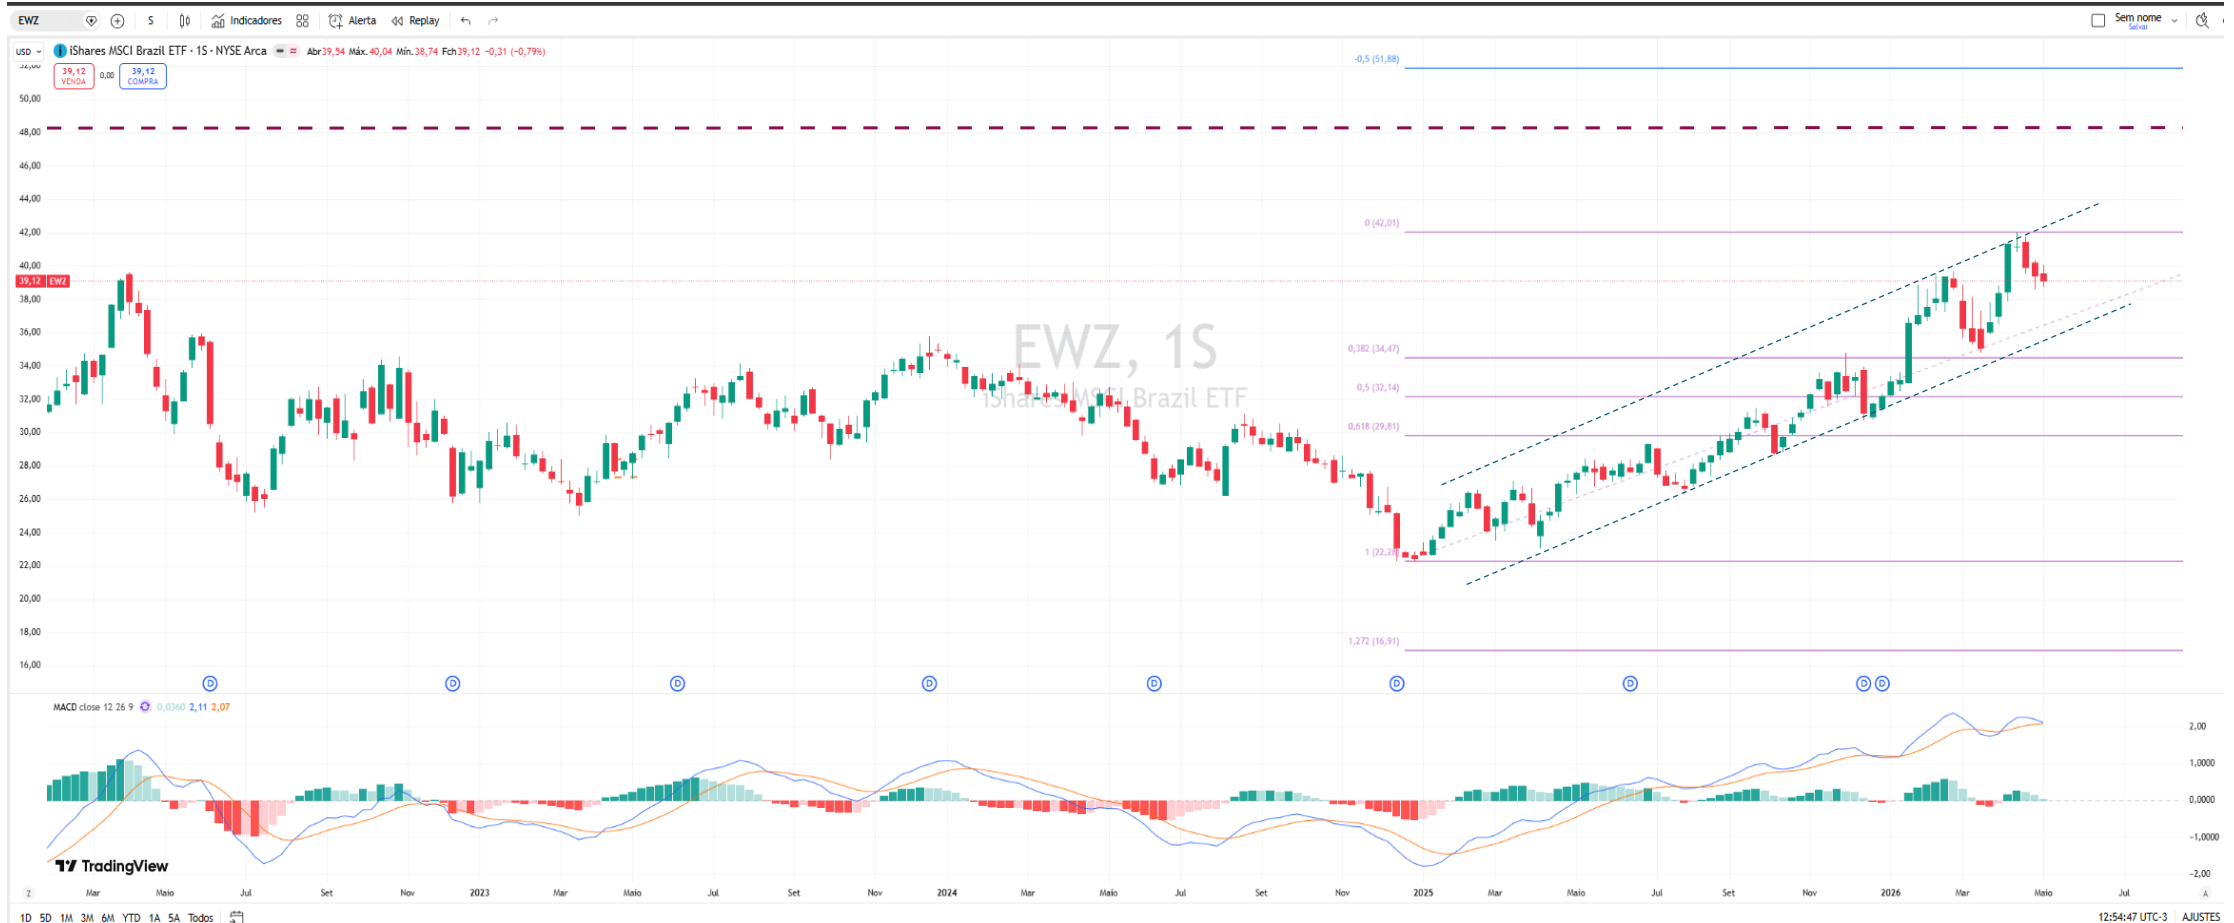 EWZ S Indicadores Alerta Replay Sem nome
Salvar
USD iShares MSCI Brazil ETF · 1S · NYSE Arca Abr39,54 Máx.40,04 Mín.38,74 Fch39,12 −0,31 (−0,79%)
39,12 0,00 39,12
VENDA COMPRA
-0,5 (51,88)
52,00
50,00
48,00
46,00
44,00
0 (42,01)
42,00
40,00
39,12 EWZ
38,00
36,00
EWZ, 1S
iShares MSCI Brazil ETF
0,382 (34,47)
34,00
0,5 (32,14)
32,00
0,618 (29,81)
30,00
28,00
26,00
24,00
1 (22,28)
22,00
20,00
18,00
1,272 (16,91)
16,00
D D D D D D D D D
MACD close 12 26 9 0,0360 2,11 2,07
2,00
1,0000
0,0000
−1,0000
−2,00
TradingView
Z Mar Maio Jul Set Nov 2023 Mar Maio Jul Set Nov 2024 Mar Maio Jul Set Nov 2025 Mar Maio Jul Set Nov 2026 Mar Maio Jul A
1D 5D 1M 3M 6M YTD 1A 5A Todos 12:54:47 UTC-3 AJUSTES